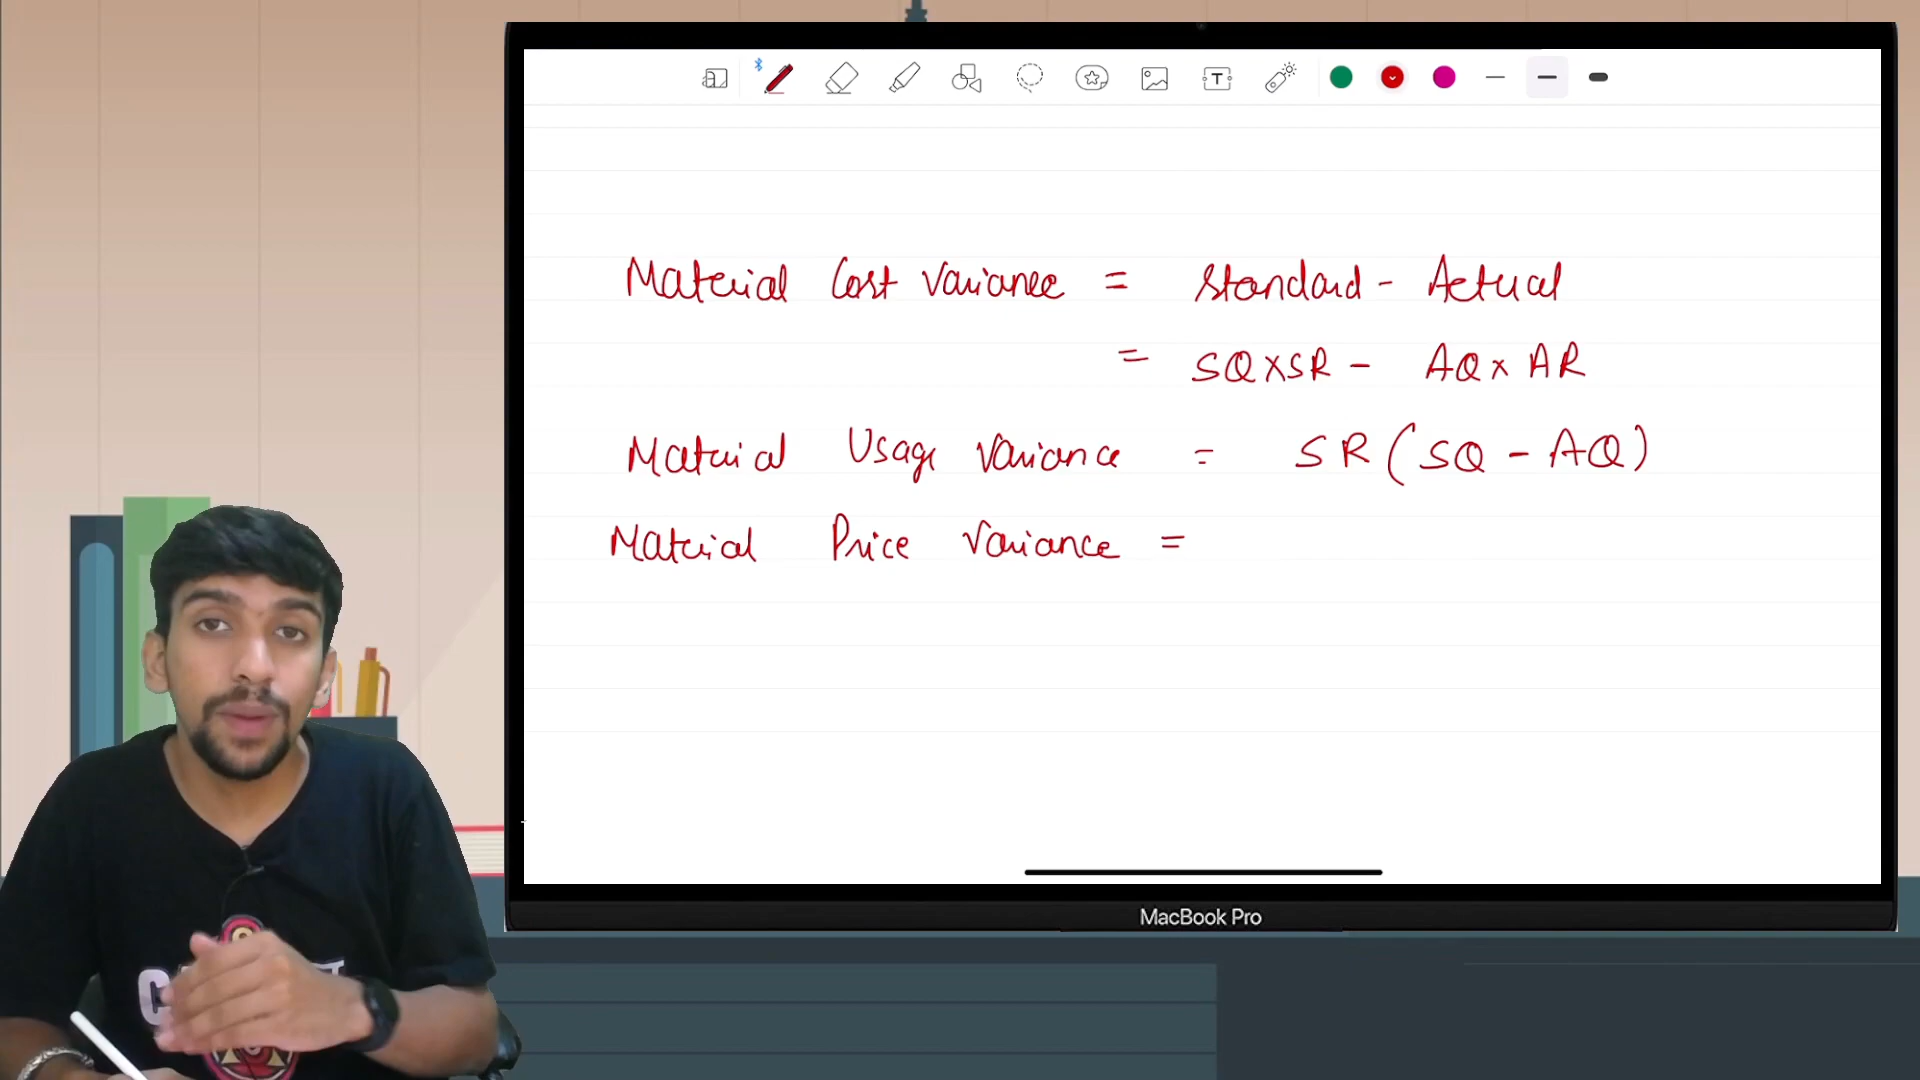 Material Cost Variance = Standard - Actual
= SQ×SR - AQ× AR
Material Usage Variance = SR(SQ - AQ)
Material Price Variance =
MacBook Pro